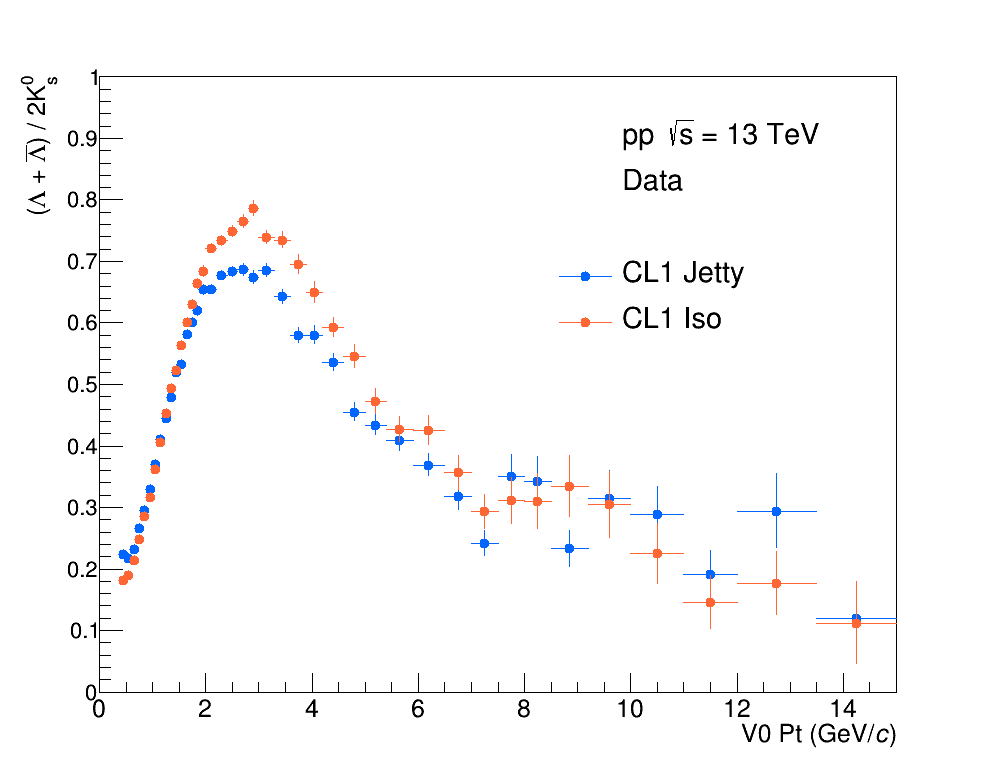 (Λ + Λ̅) / 2K⁰ₛ
1
0.9
0.8
0.7
0.6
0.5
0.4
0.3
0.2
0.1
0
pp √s = 13 TeV
Data
CL1 Jetty
CL1 Iso
0 2 4 6 8 10 12 14
V0 Pt (GeV/c)